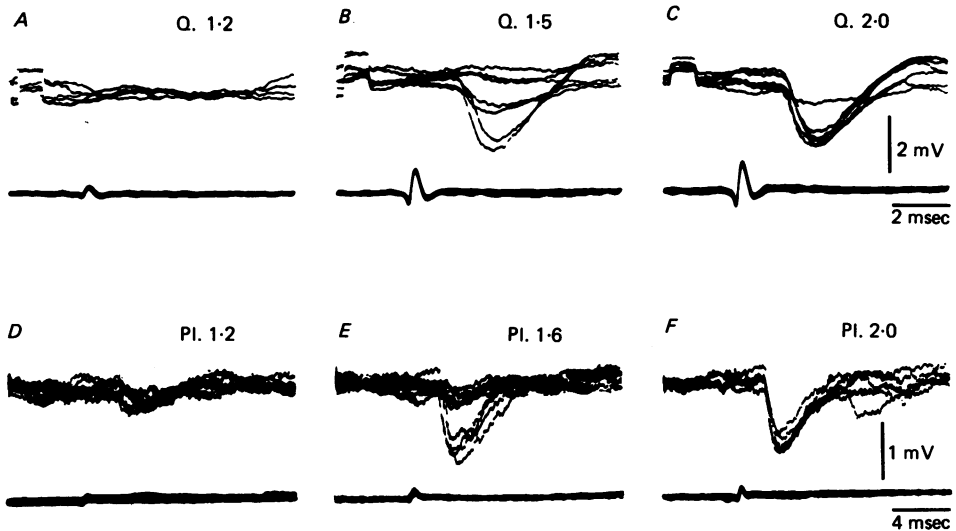 A Q. 1·2
B Q. 1·5
C Q. 2·0
2 mV
2 msec
D Pl. 1·2
E Pl. 1·6
F Pl. 2·0
1 mV
4 msec